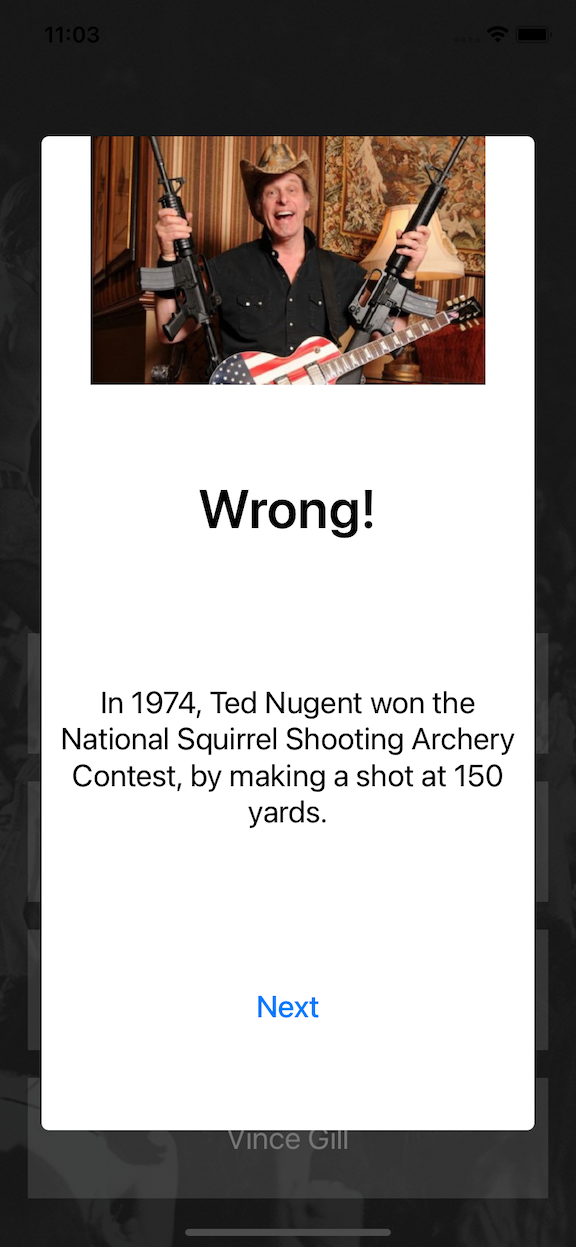 11:03
Wrong!
In 1974, Ted Nugent won the
National Squirrel Shooting Archery
Contest, by making a shot at 150
yards.
Next
Vince Gill